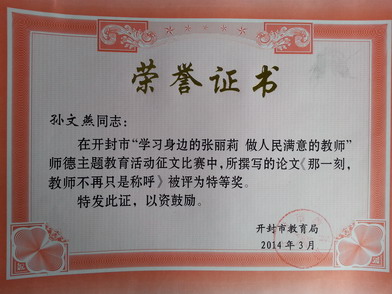 荣誉证书
孙文燕同志：
在开封市“学习身边的张丽莉 做人民满意的教师”
师德主题教育活动征文比赛中，所撰写的论文《那一刻，
教师不再只是称呼》被评为特等奖。
特发此证，以资鼓励。
开封市教育局
2014年3月